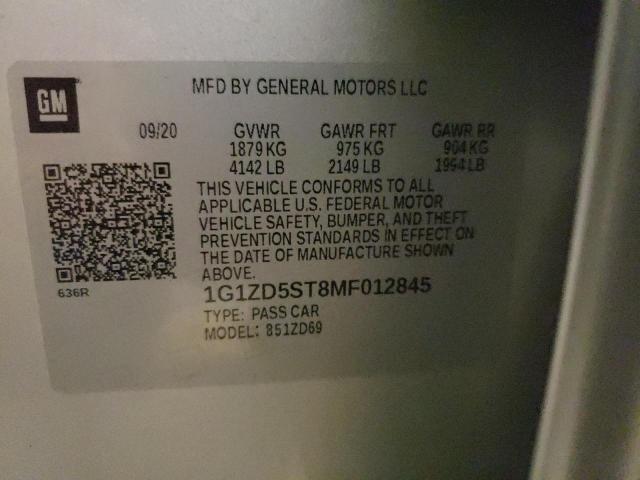 GM
MFD BY GENERAL MOTORS LLC
09/20 GVWR GAWR FRT GAWR RR
1879 KG 975 KG 904 KG
4142 LB 2149 LB 1994 LB
THIS VEHICLE CONFORMS TO ALL
APPLICABLE U.S. FEDERAL MOTOR
VEHICLE SAFETY, BUMPER, AND THEFT
PREVENTION STANDARDS IN EFFECT ON
THE DATE OF MANUFACTURE SHOWN
ABOVE.
636R
1G1ZD5ST8MF012845
TYPE: PASS CAR
MODEL: 851ZD69